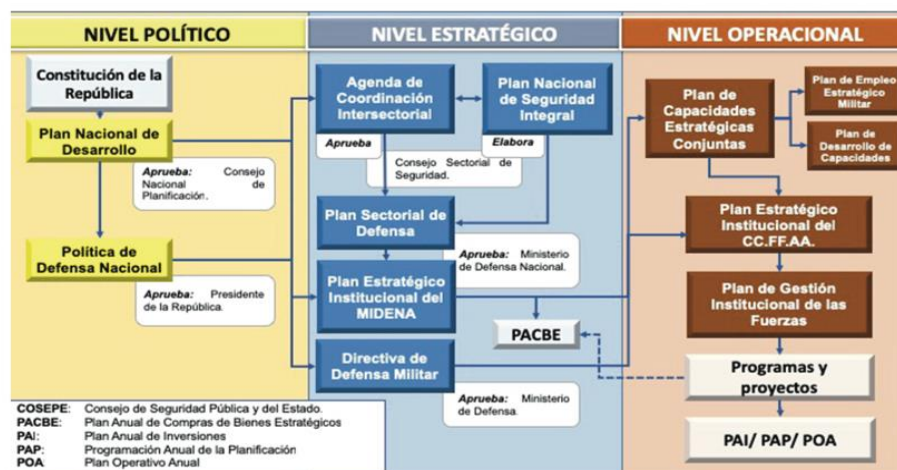 NIVEL POLÍTICO
Constitución de la
República
Plan Nacional de
Desarrollo
Aprueba: Consejo
Nacional de
Planificación.
Política de
Defensa Nacional
Aprueba: Presidente
de la República.
NIVEL ESTRATÉGICO
Agenda de
Coordinación
Intersectorial
Plan Nacional
de Seguridad
Integral
Aprueba
Elabora
Consejo Sectorial de
Seguridad.
Plan Sectorial de
Defensa
Aprueba: Ministerio
de Defensa Nacional.
Plan Estratégico
Institucional del
MIDENA
PACBE
Directiva de
Defensa Militar
Aprueba: Ministerio
de Defensa.
NIVEL OPERACIONAL
Plan de
Capacidades
Estratégicas
Conjuntas
Plan de Empleo
Estratégico
Militar
Plan de
Desarrollo de
Capacidades
Plan Estratégico
Institucional del
CC.FF.AA.
Plan de Gestión
Institucional de las
Fuerzas
Programas y
proyectos
PAI/ PAP/ POA
COSEPE: Consejo de Seguridad Pública y del Estado.
PACBE: Plan Anual de Compras de Bienes Estratégicos
PAI: Plan Anual de Inversiones
PAP: Programación Anual de la Planificación
POA Plan Operativo Anual